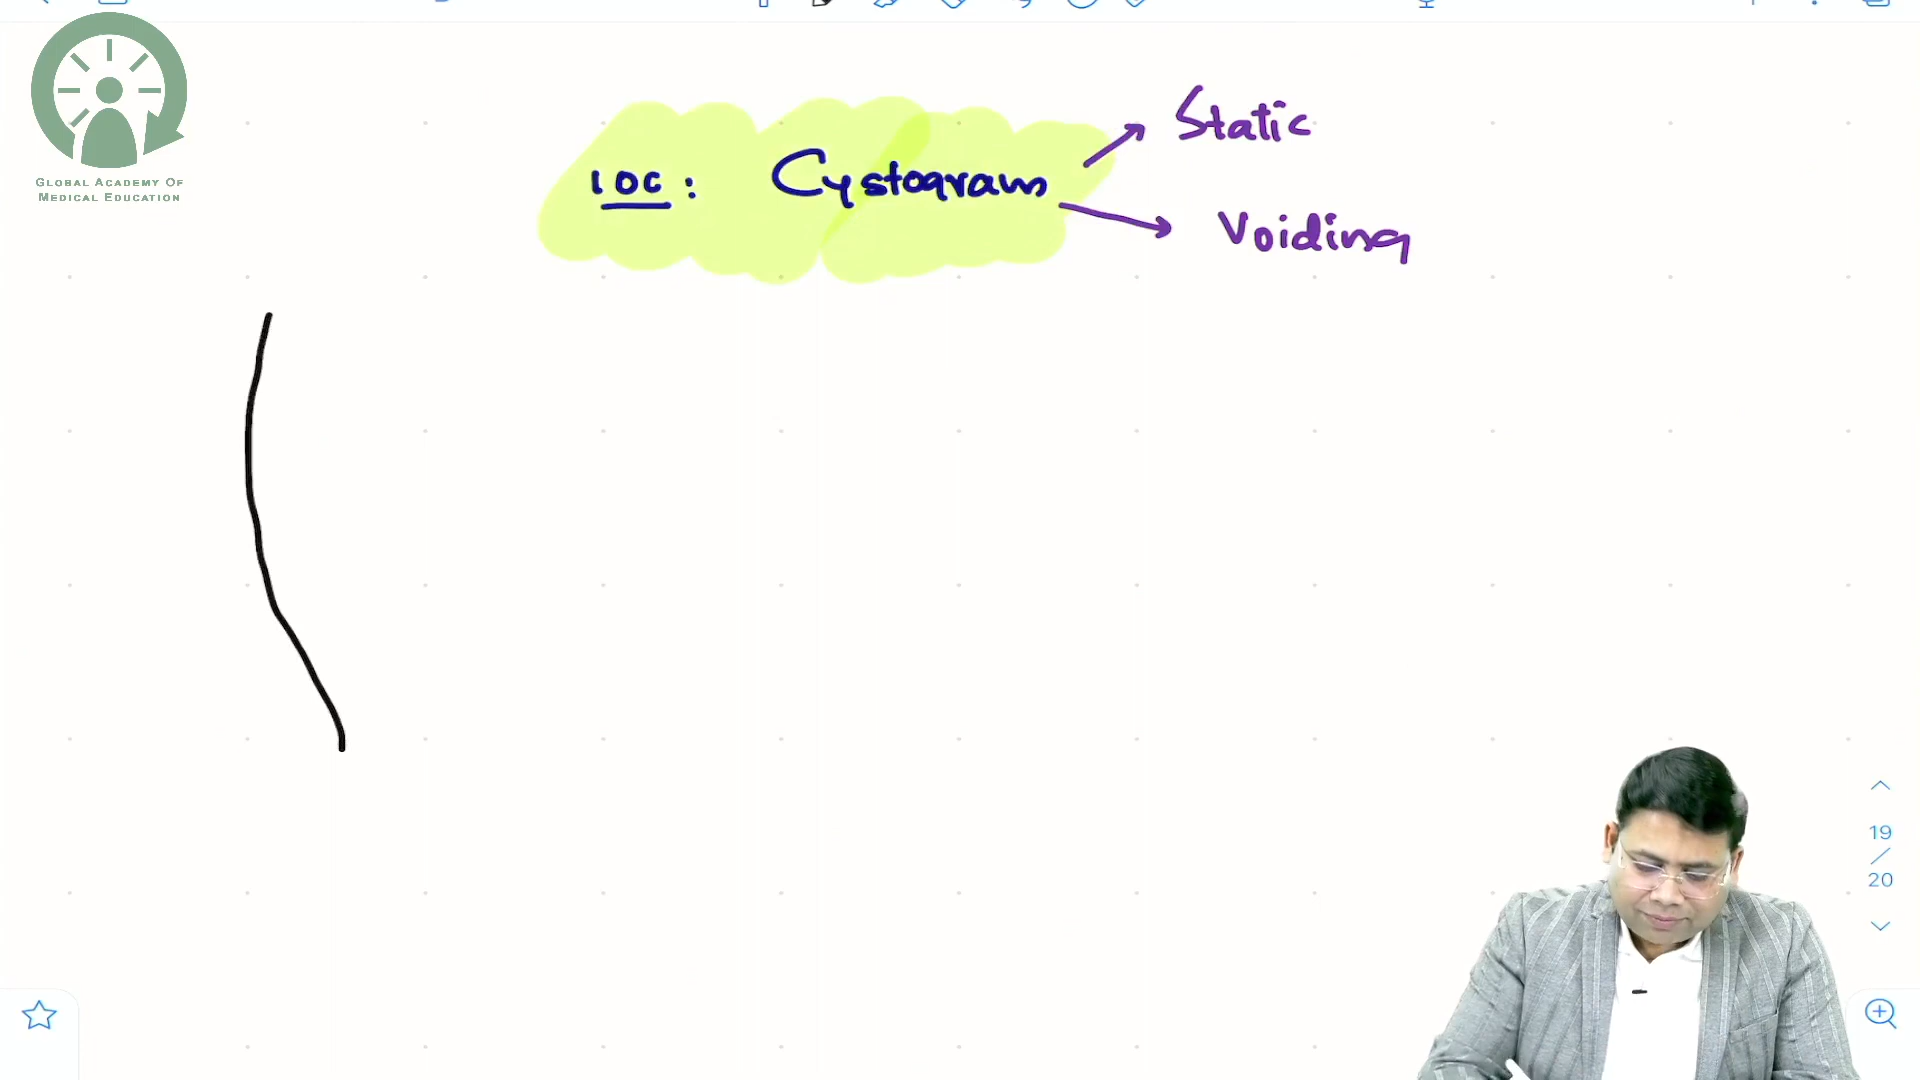 GLOBAL ACADEMY OF
MEDICAL EDUCATION
IOC : Cystogram
Static
Voiding
19
/
20